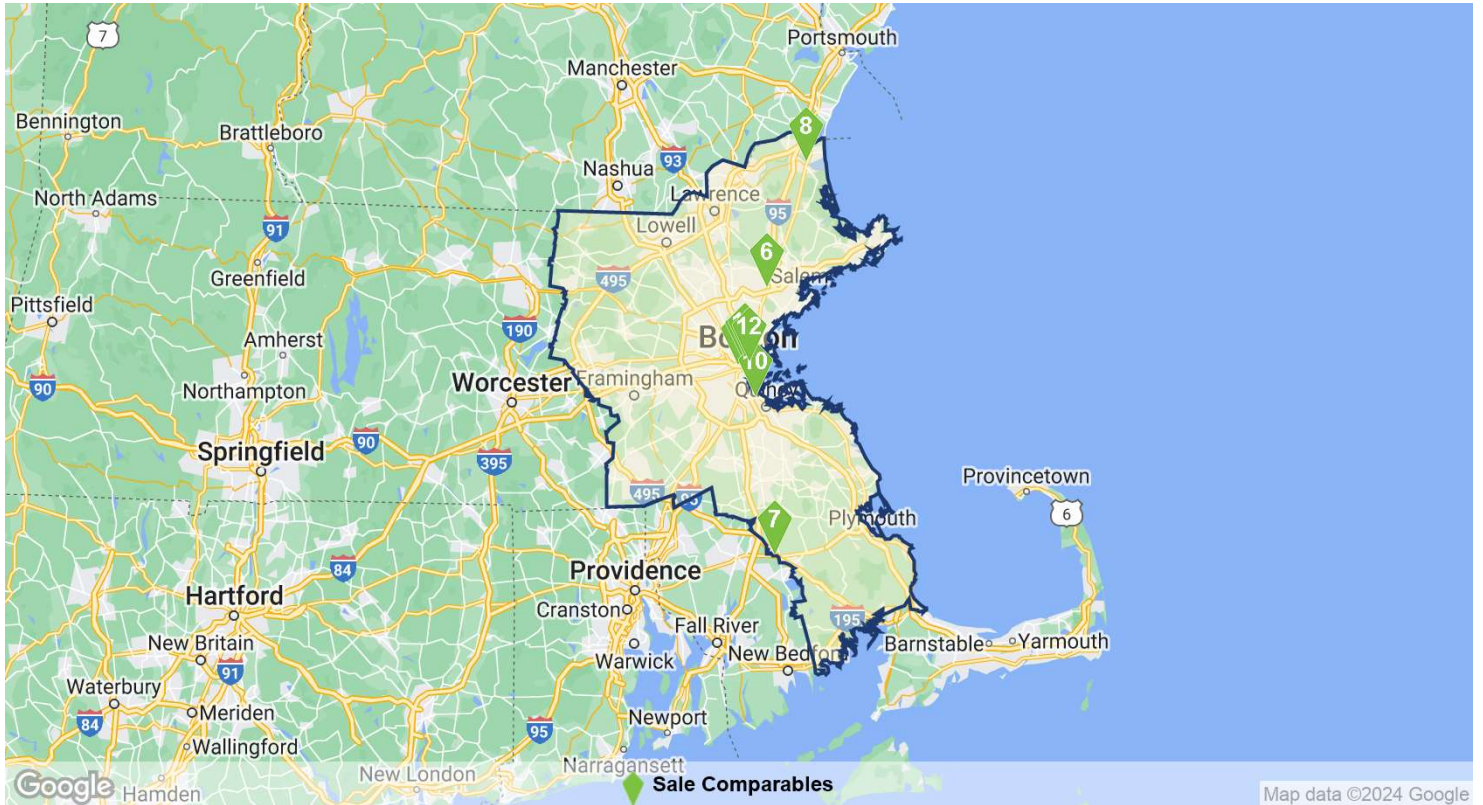 7
Portsmouth
Manchester
Bennington
Brattleboro
8
93
Nashua
North Adams
Lawrence
95
91
Lowell
6
Greenfield
495
Salem
Pittsfield
190
12
Amherst
10
Northampton
Worcester
Framingham
90
90
Springfield
395
Provincetown
495
95
7
Plymouth
6
84
Providence
Hartford
Cranston
195
New Britain
Fall River
Warwick
New Bedford
Barnstable
Yarmouth
91
Waterbury
Meriden
84
Newport
95
Wallingford
Narragansett
New London
Google
Hamden
Sale Comparables
Map data ©2024 Google